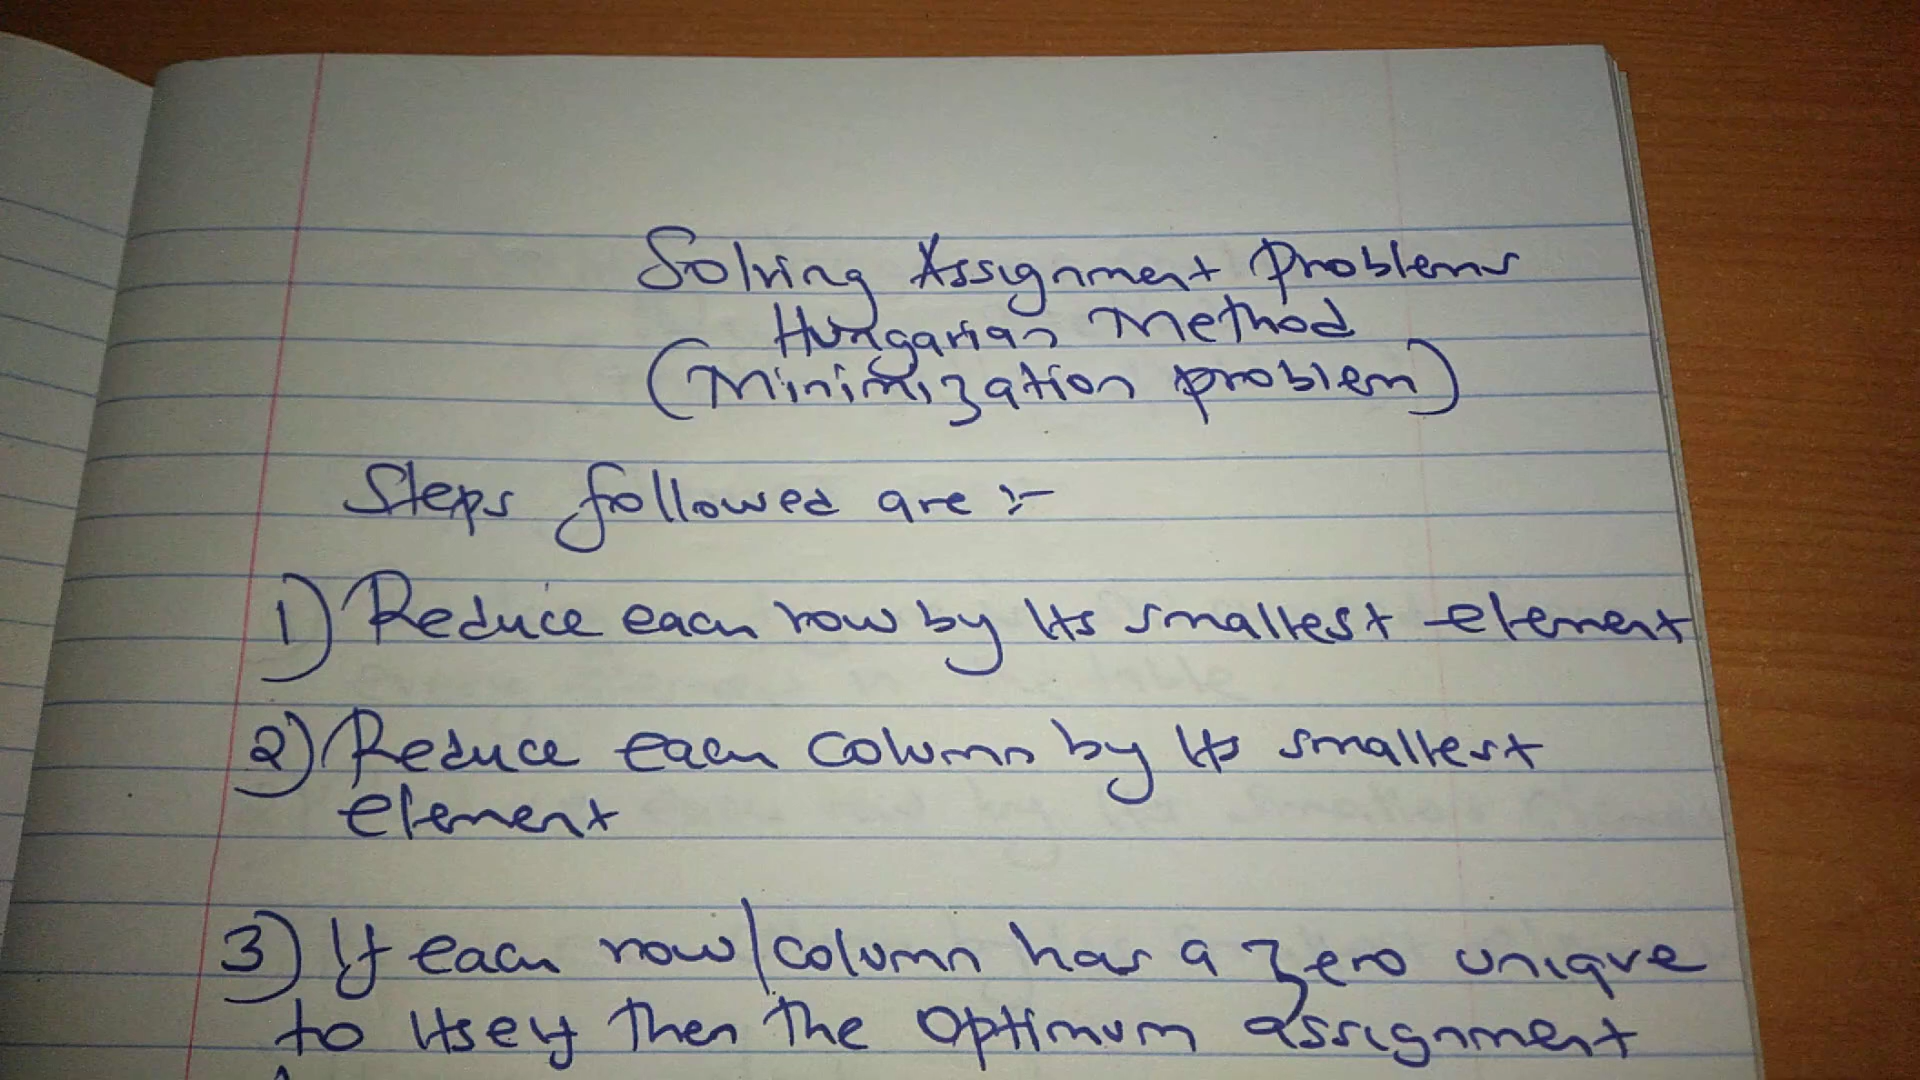 Solving Assignment Problems
Hungarian Method
(Minimization problem)
Steps followed are :-
1) Reduce each row by its smallest element
2) Reduce each column by its smallest
element
3) If each row/column has a zero unique
to itself then the optimum assignment